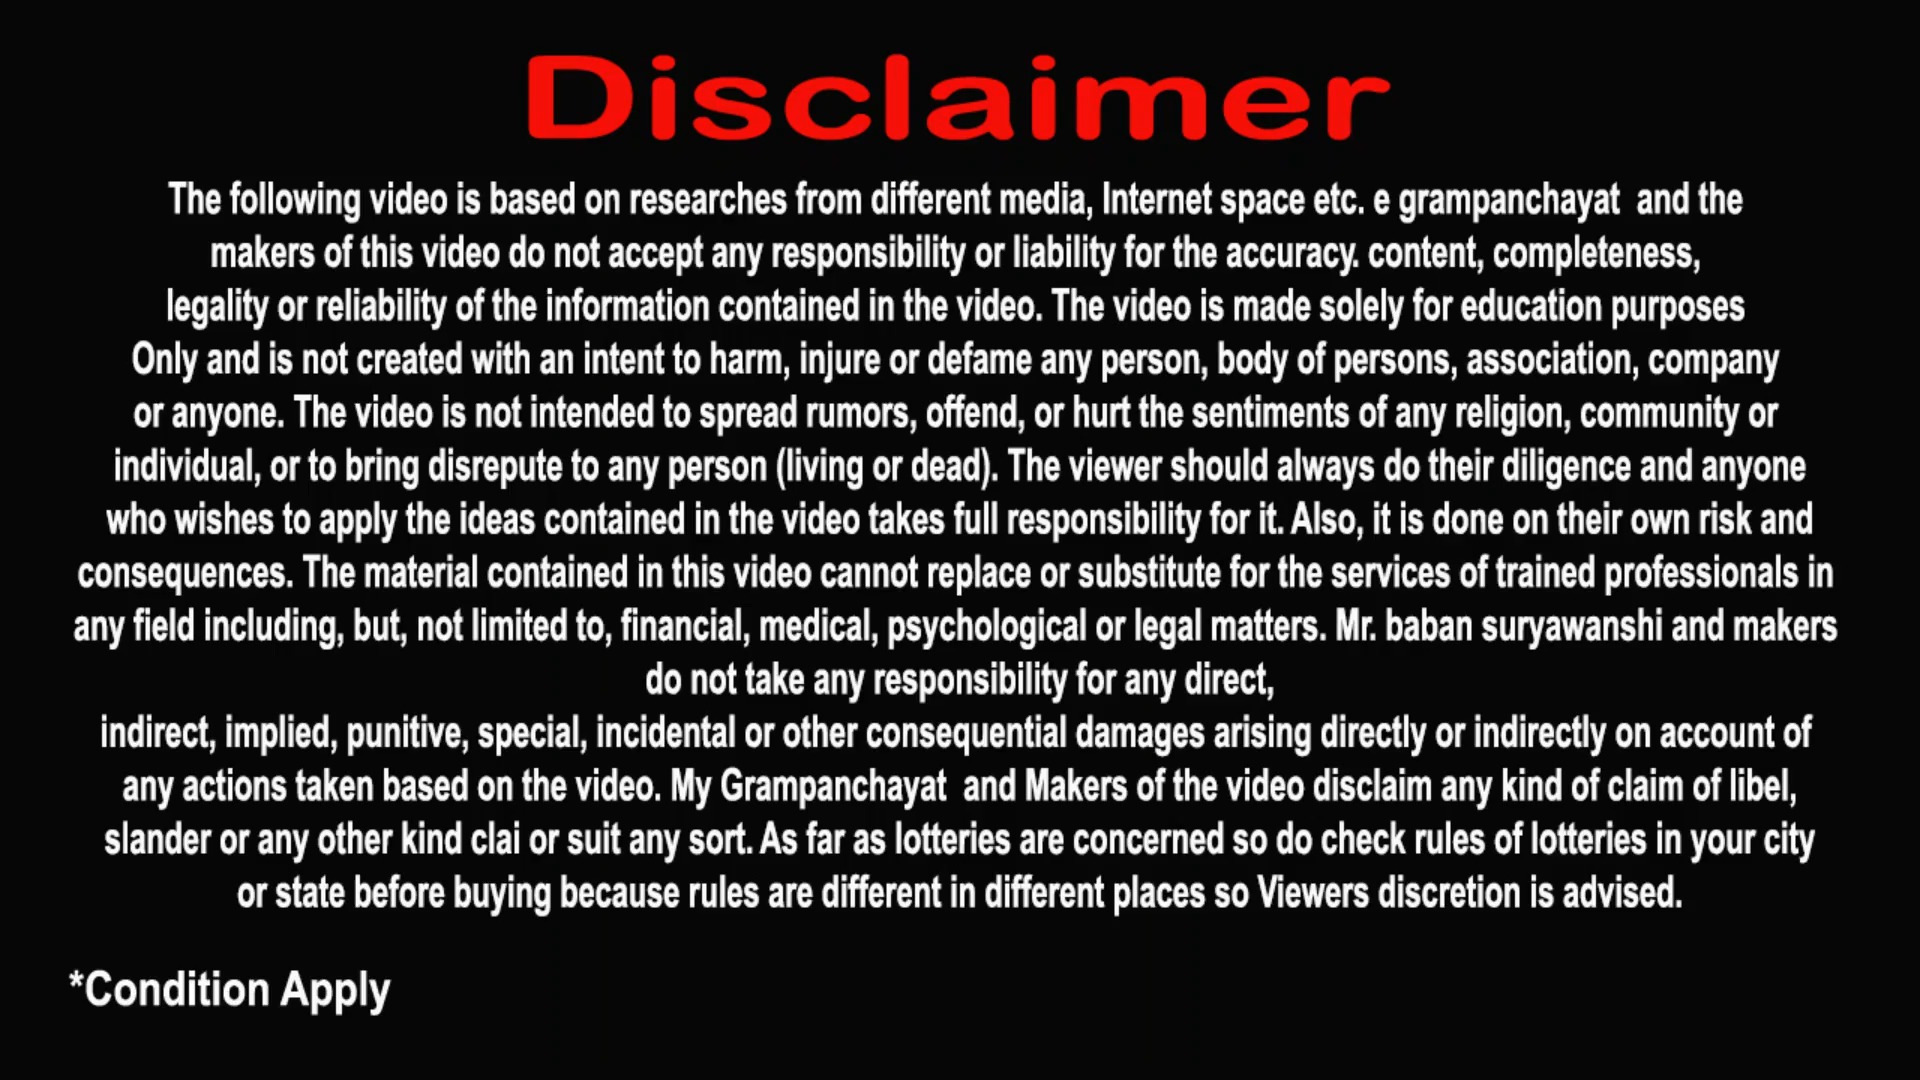 Disclaimer
The following video is based on researches from different media, Internet space etc. e grampanchayat and the
makers of this video do not accept any responsibility or liability for the accuracy. content, completeness,
legality or reliability of the information contained in the video. The video is made solely for education purposes
Only and is not created with an intent to harm, injure or defame any person, body of persons, association, company
or anyone. The video is not intended to spread rumors, offend, or hurt the sentiments of any religion, community or
individual, or to bring disrepute to any person (living or dead). The viewer should always do their diligence and anyone
who wishes to apply the ideas contained in the video takes full responsibility for it. Also, it is done on their own risk and
consequences. The material contained in this video cannot replace or substitute for the services of trained professionals in
any field including, but, not limited to, financial, medical, psychological or legal matters. Mr. baban suryawanshi and makers
do not take any responsibility for any direct,
indirect, implied, punitive, special, incidental or other consequential damages arising directly or indirectly on account of
any actions taken based on the video. My Grampanchayat and Makers of the video disclaim any kind of claim of libel,
slander or any other kind clai or suit any sort. As far as lotteries are concerned so do check rules of lotteries in your city
or state before buying because rules are different in different places so Viewers discretion is advised.
*Condition Apply